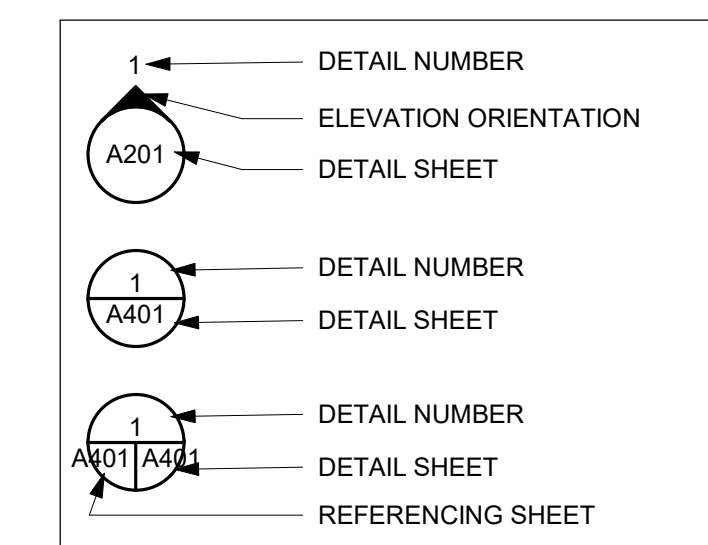 1 DETAIL NUMBER
ELEVATION ORIENTATION
A201 DETAIL SHEET
1 DETAIL NUMBER
A401 DETAIL SHEET
1 DETAIL NUMBER
A401 A401 DETAIL SHEET
REFERENCING SHEET